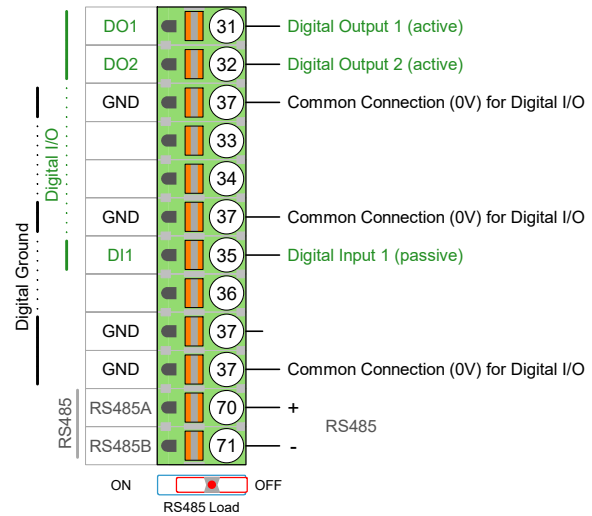 DO1 31 Digital Output 1 (active)
DO2 32 Digital Output 2 (active)
GND 37 Common Connection (0V) for Digital I/O
33
34
GND 37 Common Connection (0V) for Digital I/O
DI1 35 Digital Input 1 (passive)
36
GND 37
GND 37 Common Connection (0V) for Digital I/O
RS485A 70 +
RS485
RS485B 71 -
Digital I/O
Digital Ground
RS485
ON OFF
RS485 Load